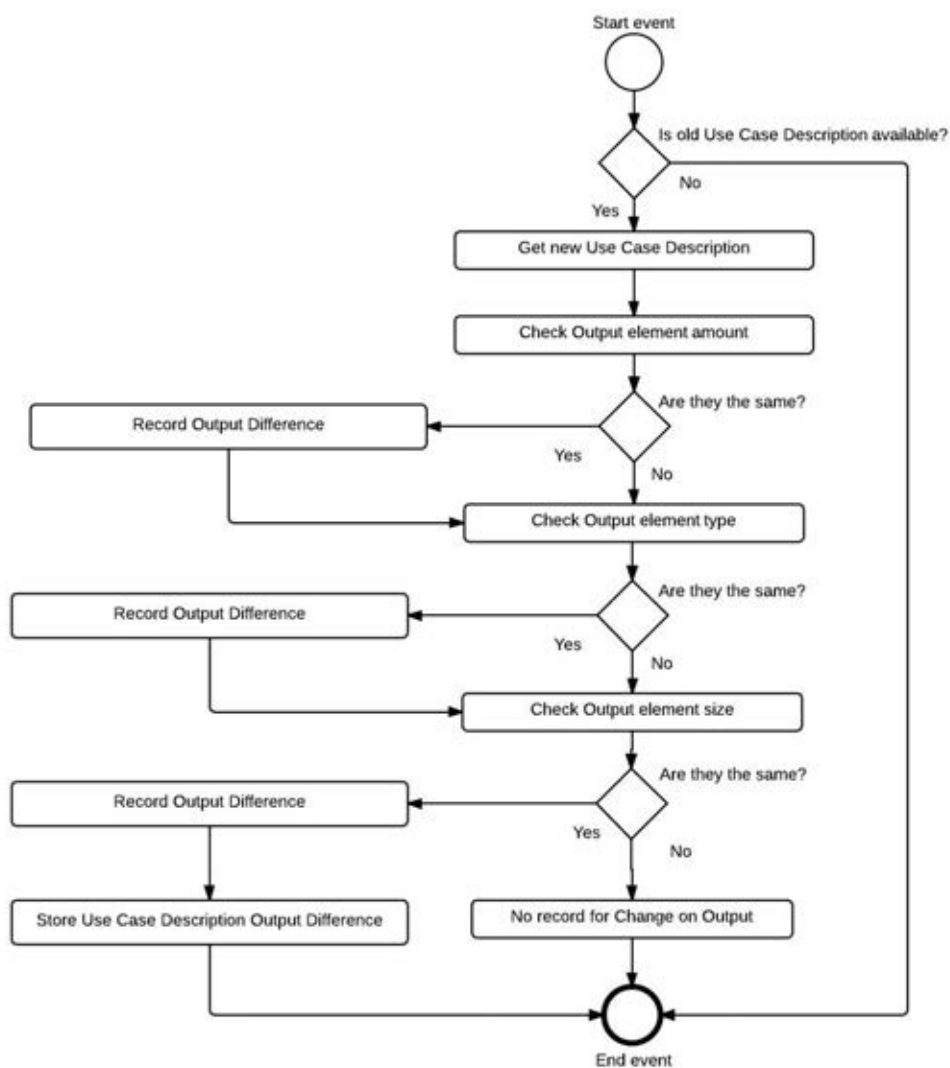 Start event
Is old Use Case Description available?
No
Yes
Get new Use Case Description
Check Output element amount
Are they the same?
Record Output Difference
Yes
No
Check Output element type
Are they the same?
Record Output Difference
Yes
No
Check Output element size
Are they the same?
Record Output Difference
Yes
No
Store Use Case Description Output Difference
No record for Change on Output
End event